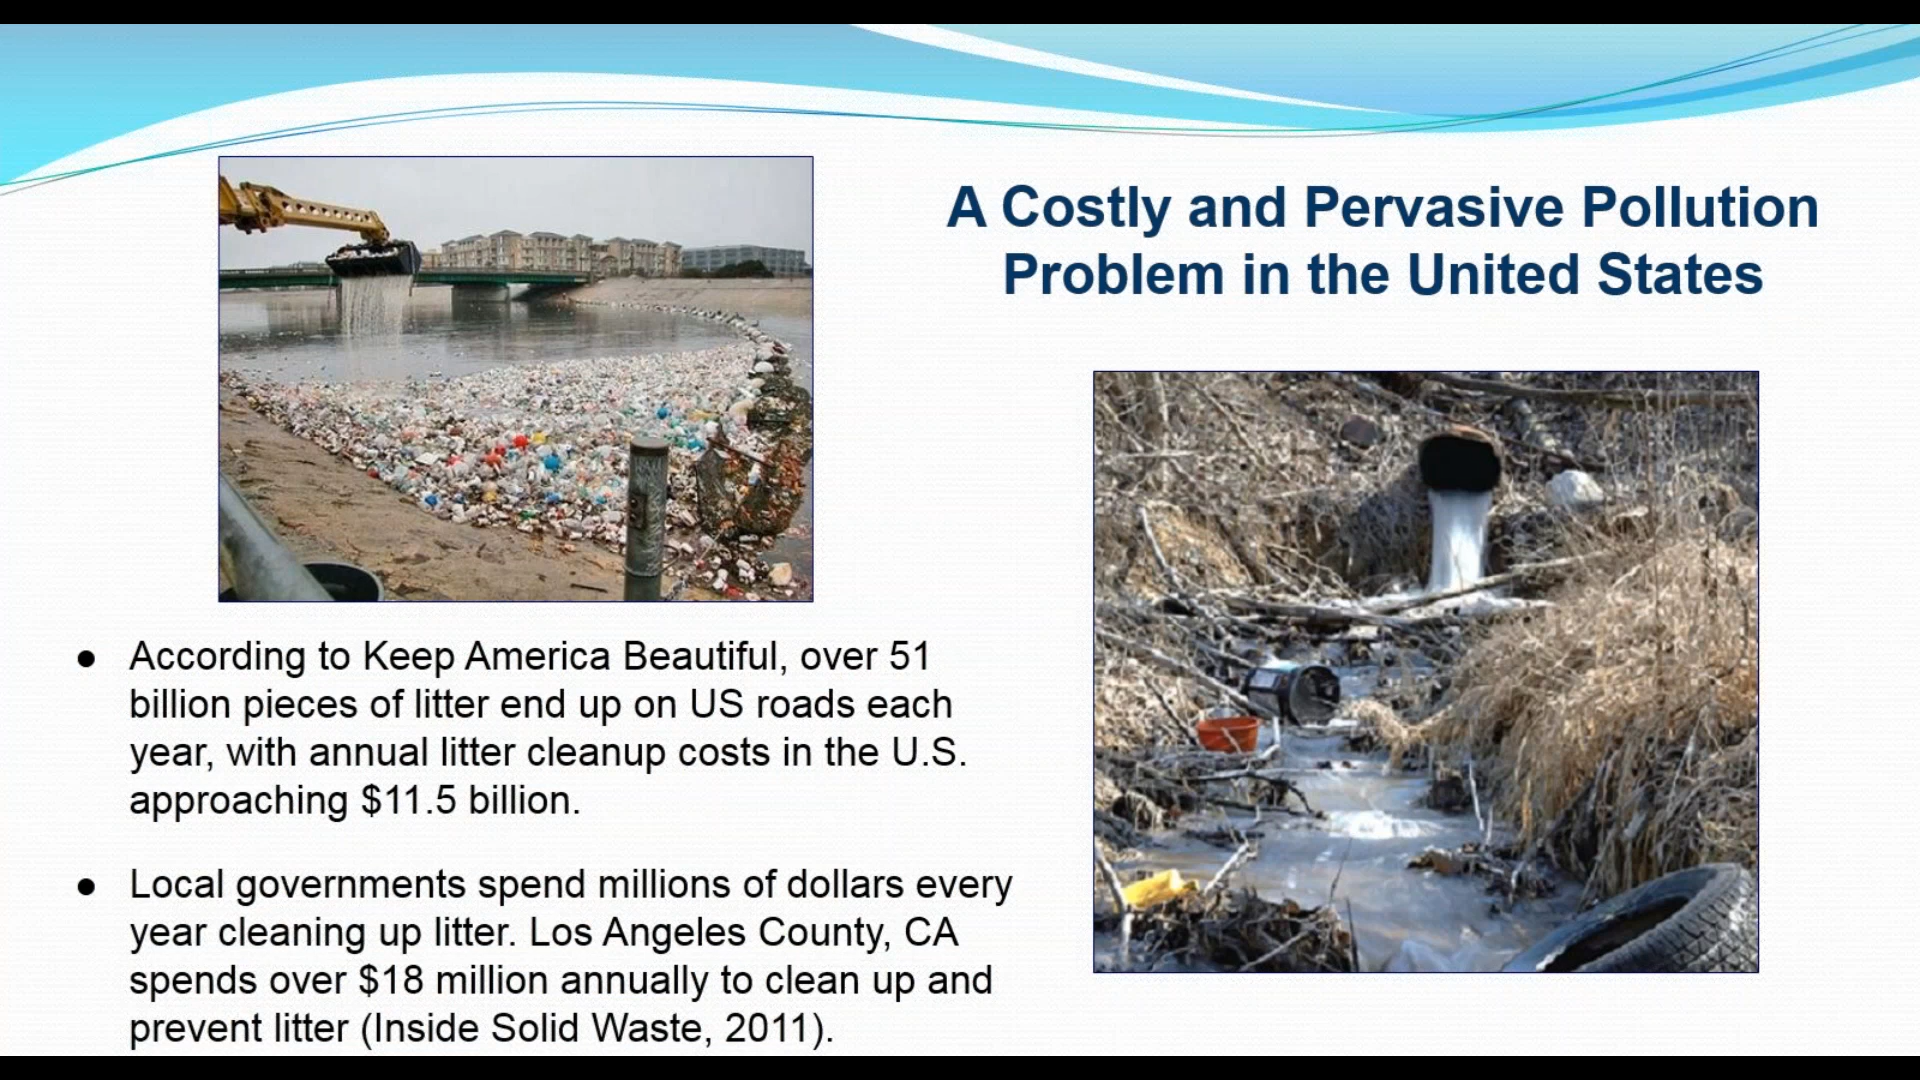 A Costly and Pervasive Pollution
Problem in the United States
● According to Keep America Beautiful, over 51
billion pieces of litter end up on US roads each
year, with annual litter cleanup costs in the U.S.
approaching $11.5 billion.
● Local governments spend millions of dollars every
year cleaning up litter. Los Angeles County, CA
spends over $18 million annually to clean up and
prevent litter (Inside Solid Waste, 2011).